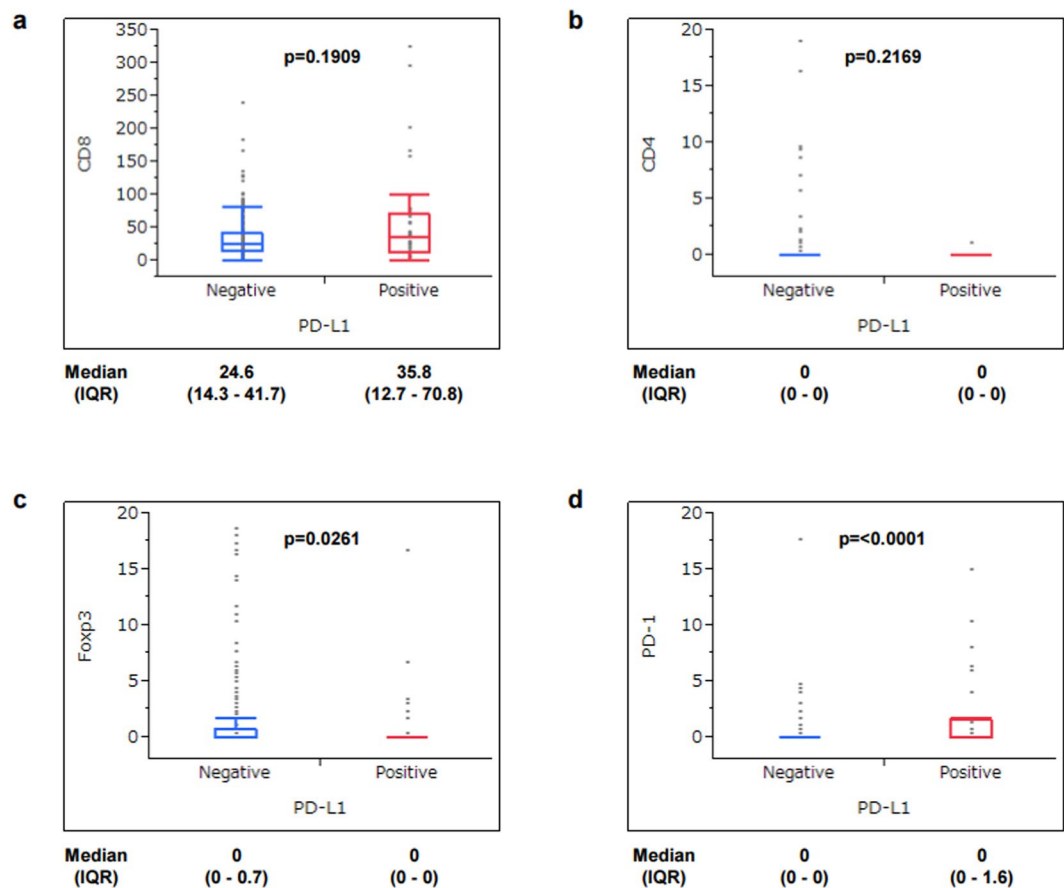 a
p=0.1909
350
300
250
200
150
100
50
0
CD8
Negative Positive
PD-L1
Median 24.6 35.8
(IQR) (14.3 - 41.7) (12.7 - 70.8)
b
p=0.2169
20
15
10
5
0
CD4
Negative Positive
PD-L1
Median 0 0
(IQR) (0 - 0) (0 - 0)
c
p=0.0261
20
15
10
5
0
Foxp3
Negative Positive
PD-L1
Median 0 0
(IQR) (0 - 0.7) (0 - 0)
d
p=<0.0001
20
15
10
5
0
PD-1
Negative Positive
PD-L1
Median 0 0
(IQR) (0 - 0) (0 - 1.6)